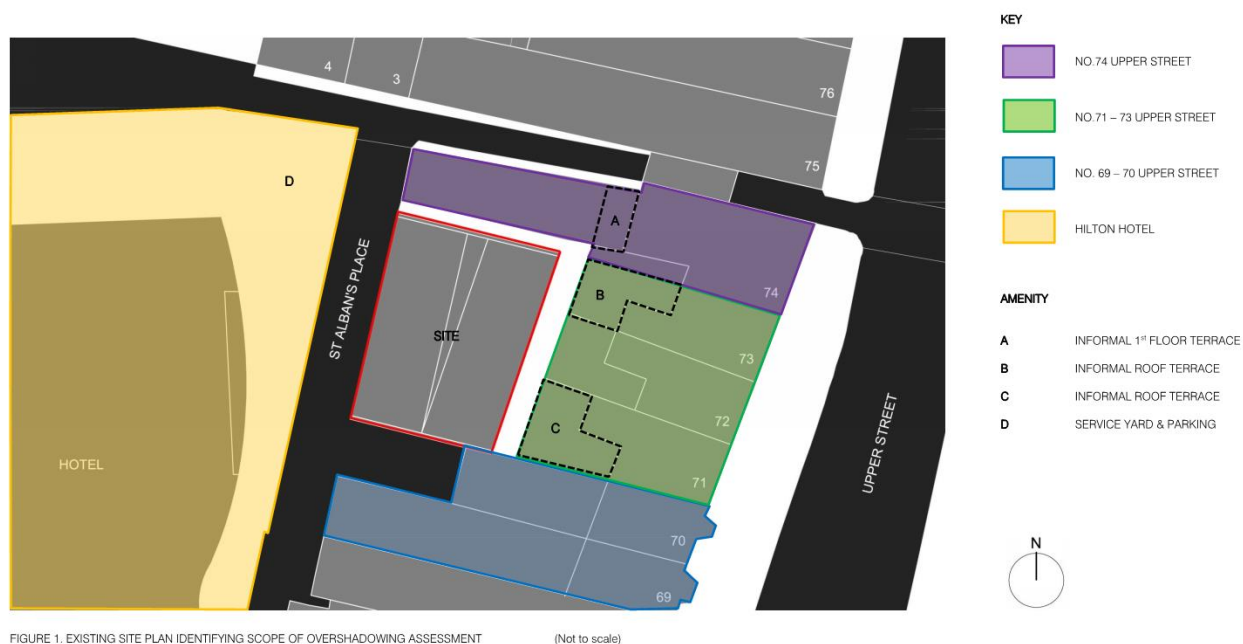 4
3
76
75
D
A
ST ALBAN'S PLACE
74
B
SITE
73
C
72
HOTEL
71
UPPER STREET
70
69
KEY
NO.74 UPPER STREET
NO.71 – 73 UPPER STREET
NO. 69 – 70 UPPER STREET
HILTON HOTEL
AMENITY
A INFORMAL 1st FLOOR TERRACE
B INFORMAL ROOF TERRACE
C INFORMAL ROOF TERRACE
D SERVICE YARD & PARKING
N
FIGURE 1. EXISTING SITE PLAN IDENTIFYING SCOPE OF OVERSHADOWING ASSESSMENT (Not to scale)